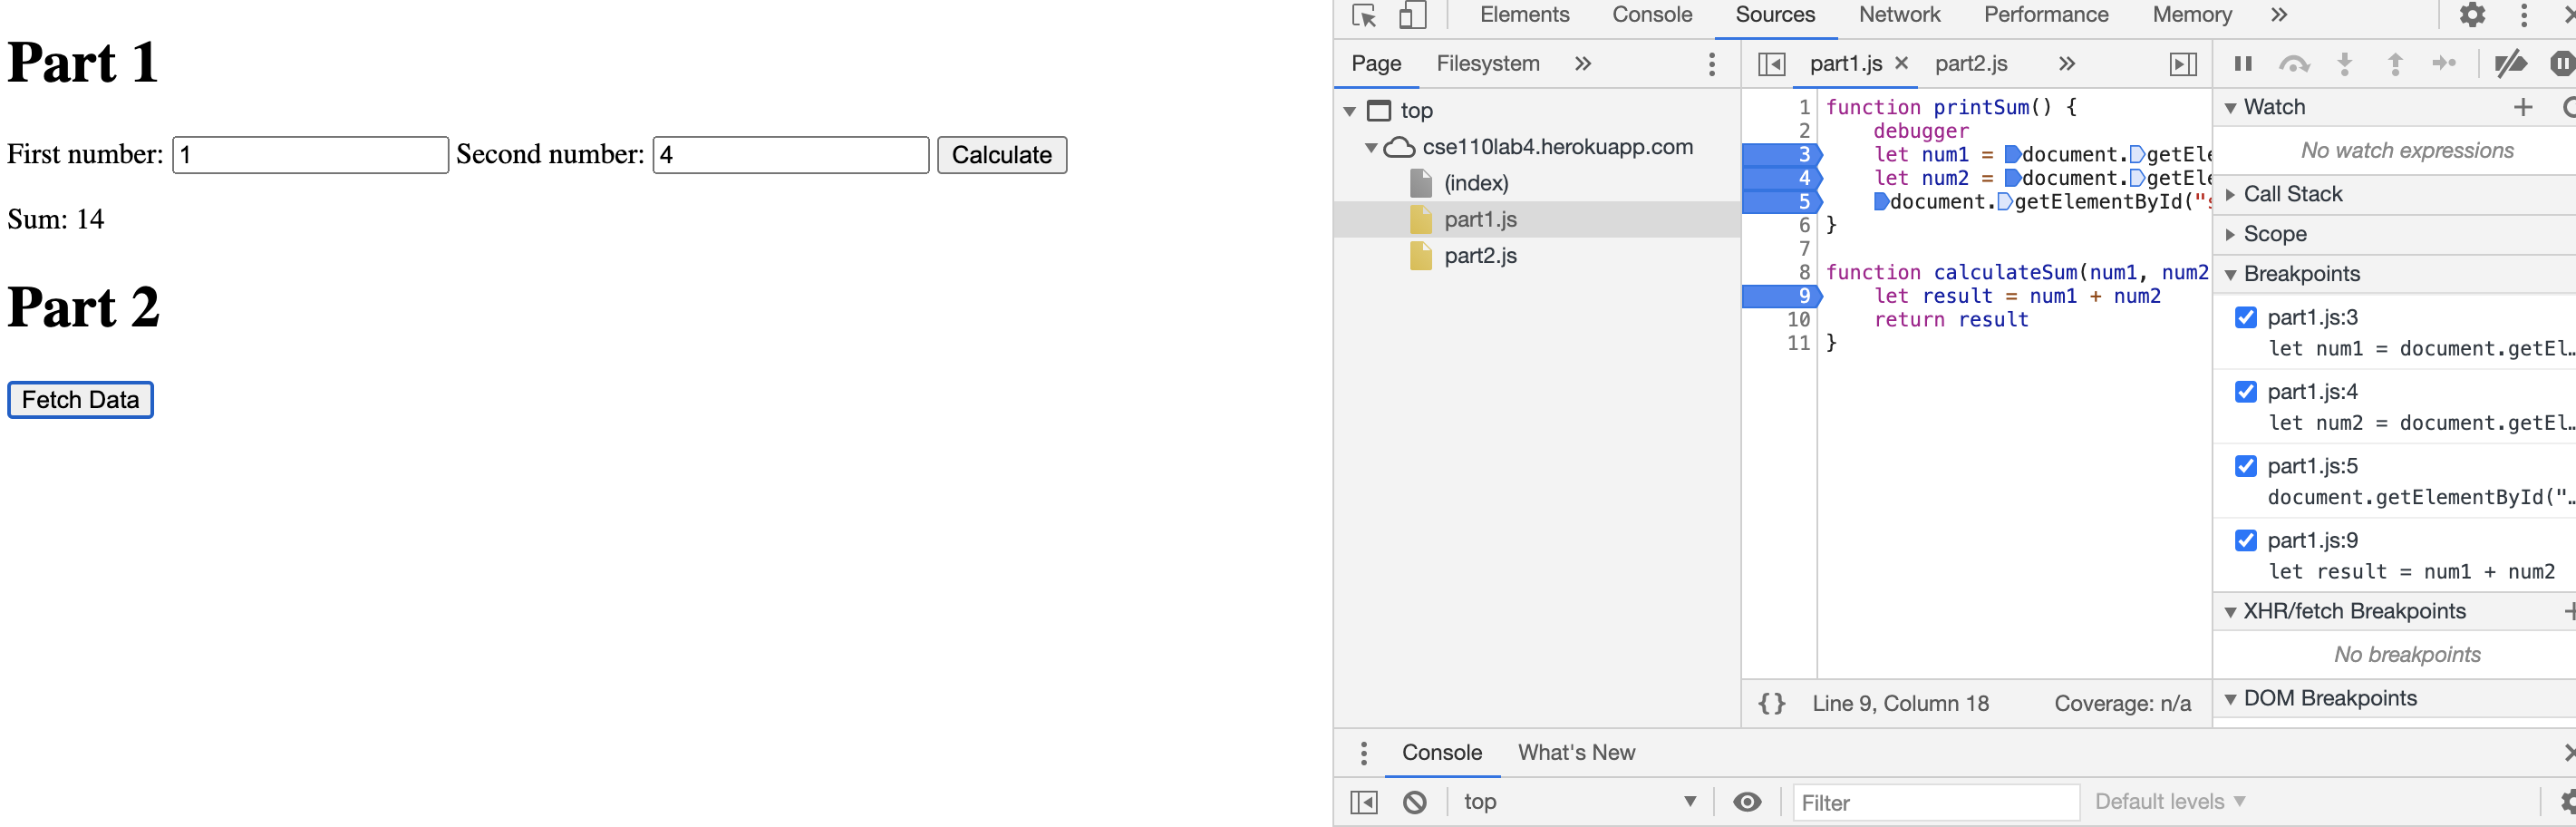 Part 1
First number: 1 Second number: 4 Calculate
Sum: 14
Part 2
Fetch Data
Elements Console Sources Network Performance Memory »
Page Filesystem »
top
cse110lab4.herokuapp.com
(index)
part1.js
part2.js
part1.js × part2.js »
1 function printSum() {
2 debugger
3 let num1 = document.getEle
4 let num2 = document.getEle
5 document.getElementById("s
6 }
7
8 function calculateSum(num1, num2
9 let result = num1 + num2
10 return result
11 }
{} Line 9, Column 18 Coverage: n/a
Watch
No watch expressions
Call Stack
Scope
Breakpoints
part1.js:3
let num1 = document.getEl…
part1.js:4
let num2 = document.getEl…
part1.js:5
document.getElementById("…
part1.js:9
let result = num1 + num2
XHR/fetch Breakpoints
No breakpoints
DOM Breakpoints
Console What's New
top Filter Default levels